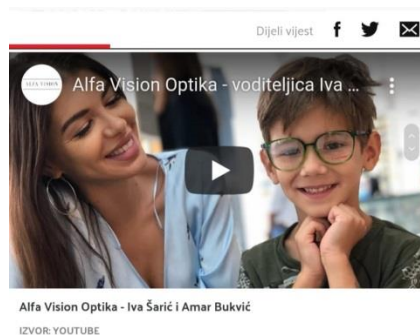 Dijeli vijest
ALFA VISION
Alfa Vision Optika - voditeljica Iva ...
Alfa Vision Optika - Iva Šarić i Amar Bukvić
IZVOR: YOUTUBE